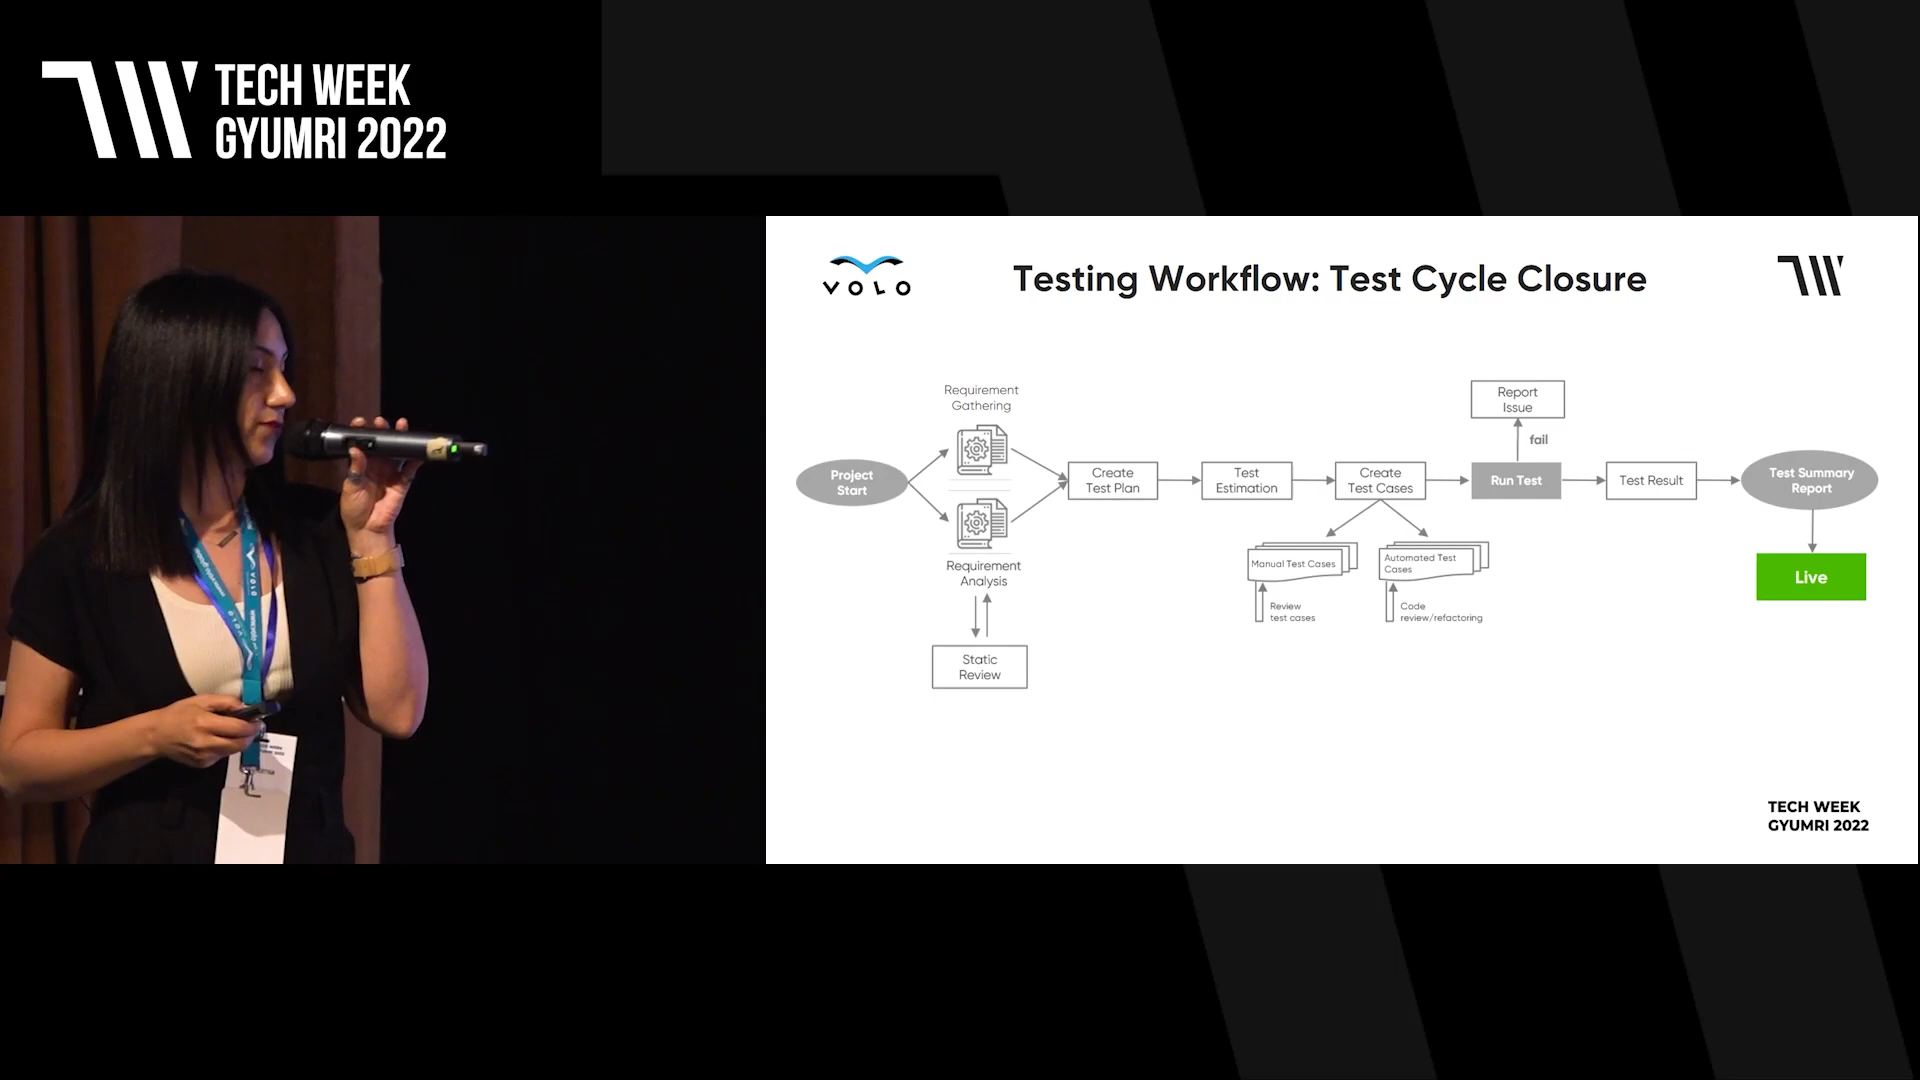 TECH WEEK
GYUMRI 2022
VOLO
Testing Workflow: Test Cycle Closure
Requirement
Gathering
Report
Issue
fail
Project
Start
Create
Test Plan
Test
Estimation
Create
Test Cases
Run Test
Test Result
Test Summary
Report
Requirement
Analysis
Manual Test Cases
Automated Test
Cases
Live
Review
test cases
Code
review/refactoring
Static
Review
TECH WEEK
GYUMRI 2022